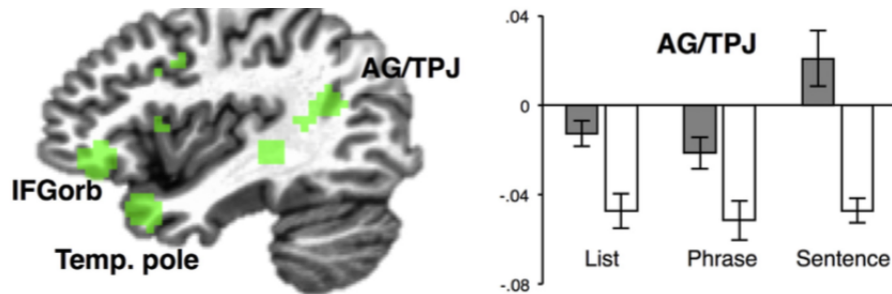 AG/TPJ
IFGorb
Temp. pole
AG/TPJ
.04
0
-.04
-.08
List Phrase Sentence